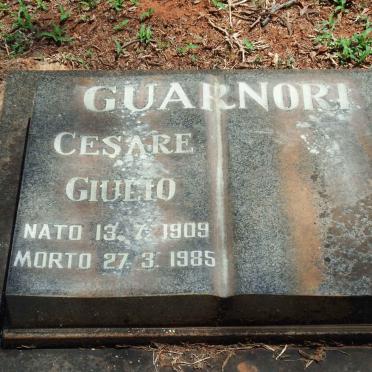 GUARNORI
CESARE
GIULIO
NATO 13. 7. 1909
MORTO 27. 3. 1985